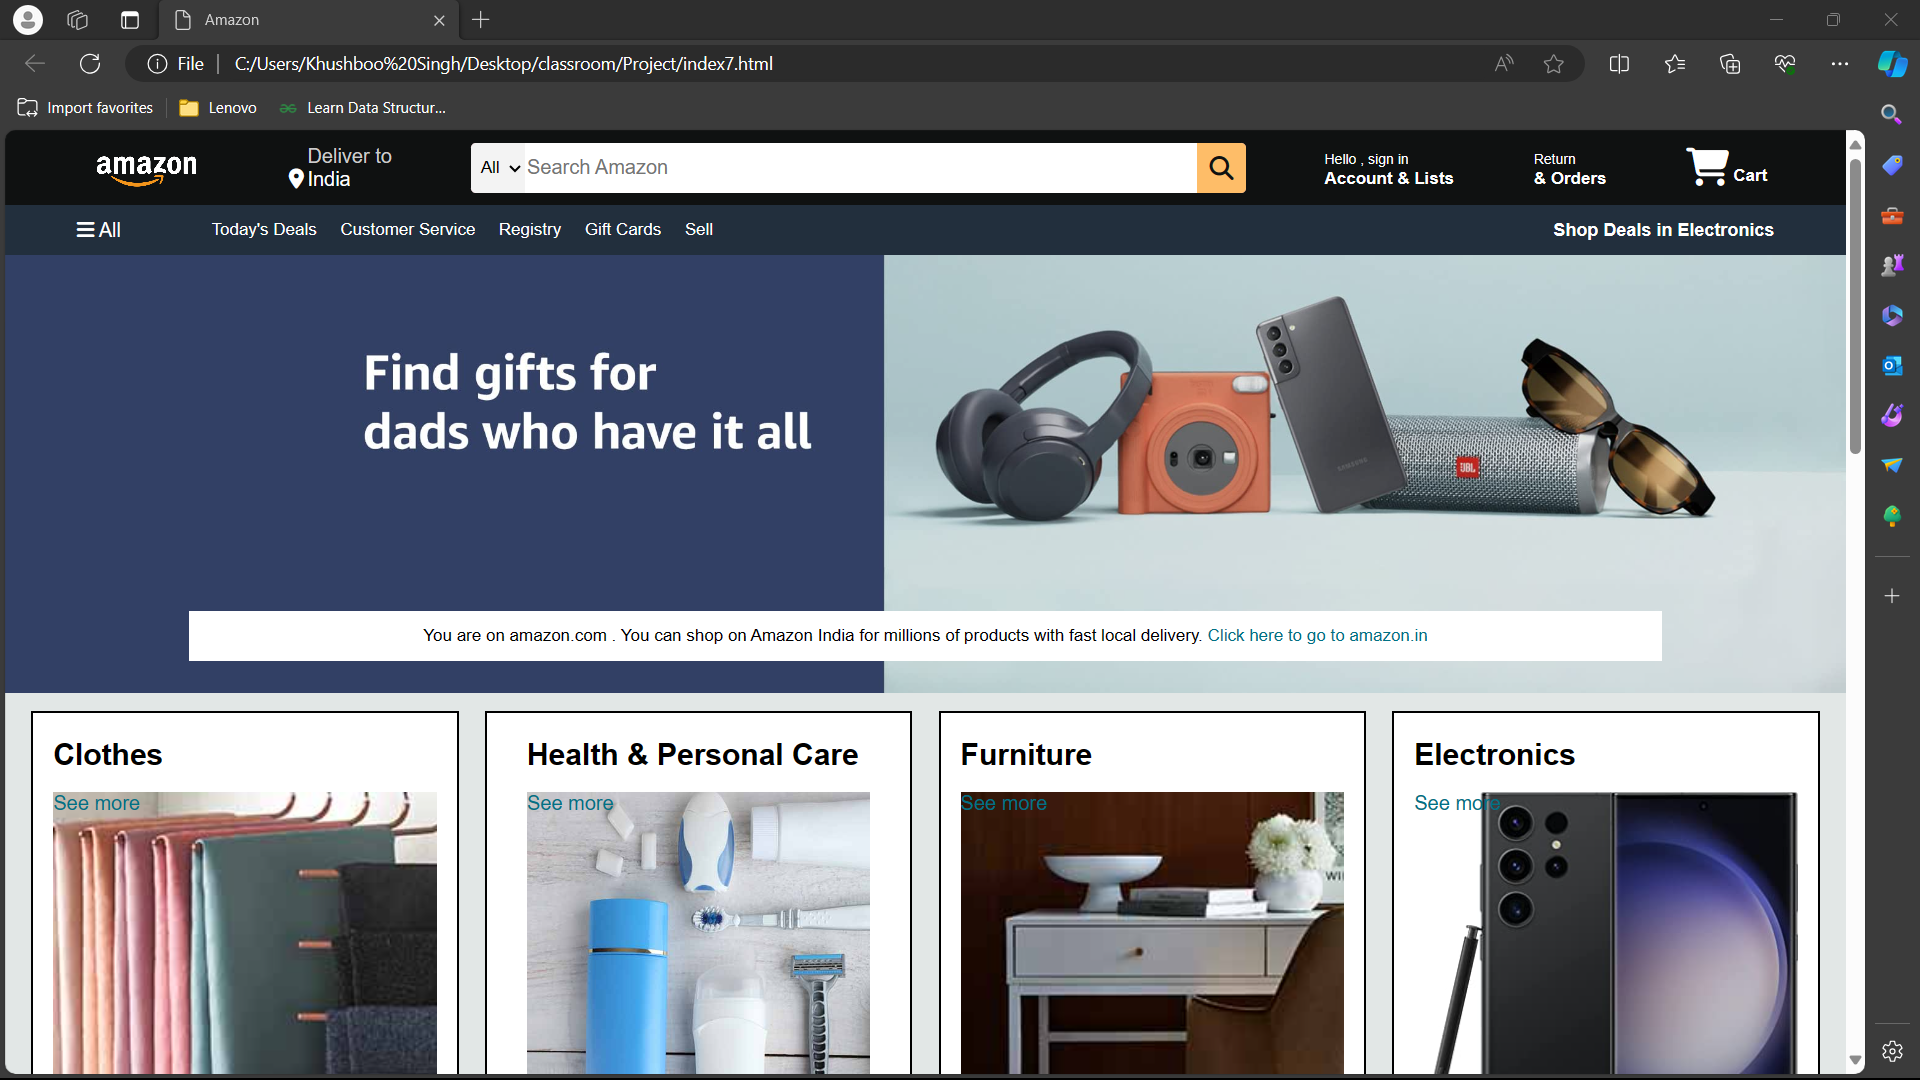 Amazon
File
C:/Users/Khushboo%20Singh/Desktop/classroom/Project/index7.html
Import favorites
Lenovo
Learn Data Structur...
amazon
Deliver to
India
All
Search Amazon
Hello , sign in
Account & Lists
Return
& Orders
Cart
All
Today's Deals
Customer Service
Registry
Gift Cards
Sell
Shop Deals in Electronics
Find gifts for
dads who have it all
SAMSUNG
JBL
You are on amazon.com . You can shop on Amazon India for millions of products with fast local delivery. Click here to go to amazon.in
Clothes
Health & Personal Care
Furniture
Electronics
See more
See more
See more
See more